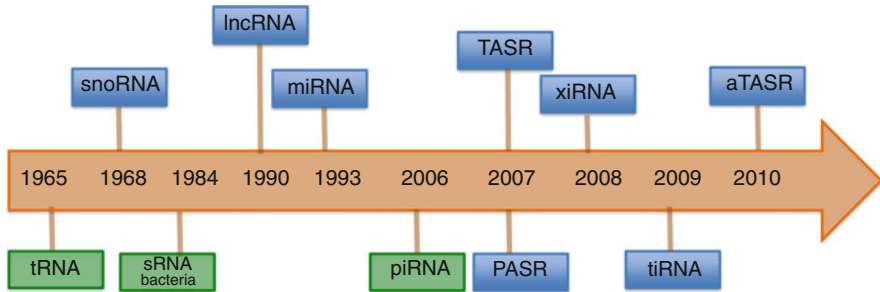 lncRNA
TASR
snoRNA
miRNA
xiRNA
aTASR
1965 1968 1984 1990 1993 2006 2007 2008 2009 2010
tRNA
sRNA
bacteria
piRNA
PASR
tiRNA